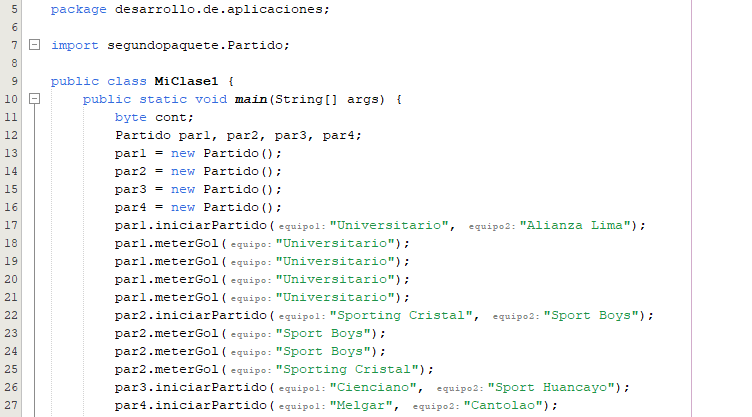 5 package desarrollo.de.aplicaciones;
6
7 import segundopaquete.Partido;
8
9 public class MiClase1 {
10 public static void main(String[] args) {
11 byte cont;
12 Partido par1, par2, par3, par4;
13 par1 = new Partido();
14 par2 = new Partido();
15 par3 = new Partido();
16 par4 = new Partido();
17 par1.iniciarPartido(equipo1: "Universitario", equipo2: "Alianza Lima");
18 par1.meterGol(equipo: "Universitario");
19 par1.meterGol(equipo: "Universitario");
20 par1.meterGol(equipo: "Universitario");
21 par1.meterGol(equipo: "Universitario");
22 par2.iniciarPartido(equipo1: "Sporting Cristal", equipo2: "Sport Boys");
23 par2.meterGol(equipo: "Sport Boys");
24 par2.meterGol(equipo: "Sport Boys");
25 par2.meterGol(equipo: "Sporting Cristal");
26 par3.iniciarPartido(equipo1: "Cienciano", equipo2: "Sport Huancayo");
27 par4.iniciarPartido(equipo1: "Melgar", equipo2: "Cantolao");